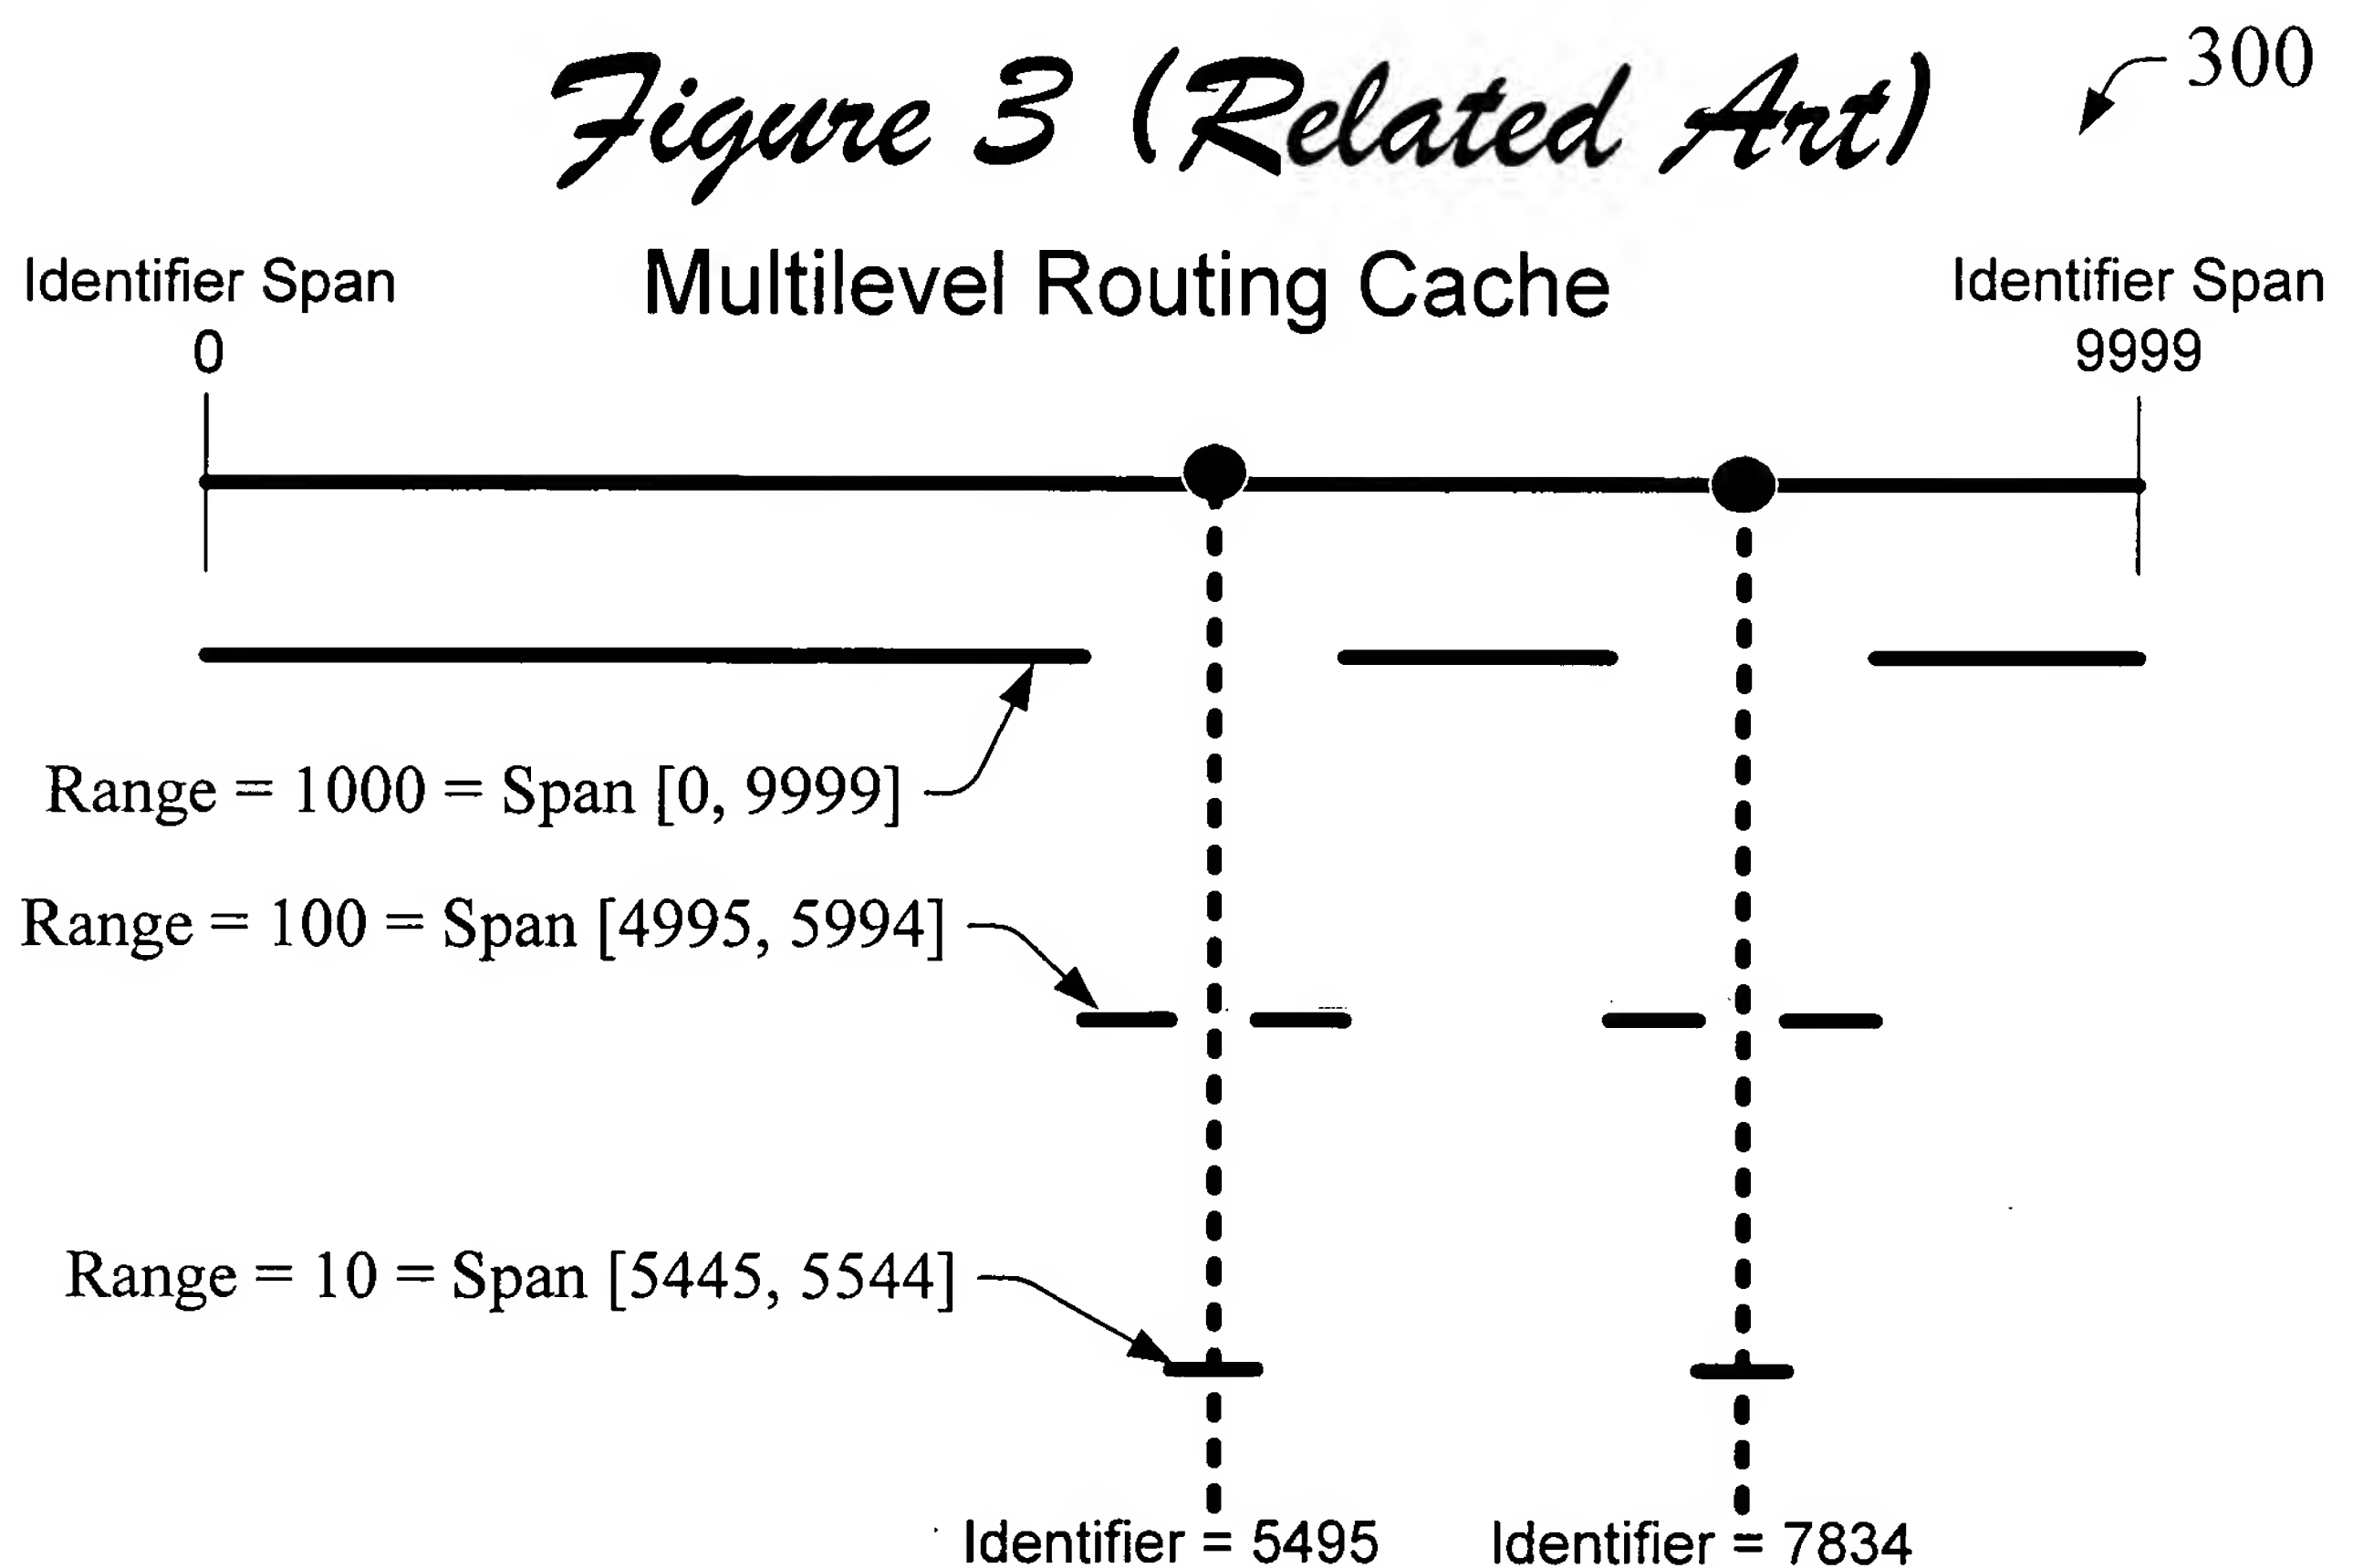 Figure 3 (Related Art)
300
Multilevel Routing Cache
Identifier Span
0
Identifier Span
9999
Range = 1000 = Span [0, 9999]
Range = 100 = Span [4995, 5994]
Range = 10 = Span [5445, 5544]
Identifier = 5495
Identifier = 7834